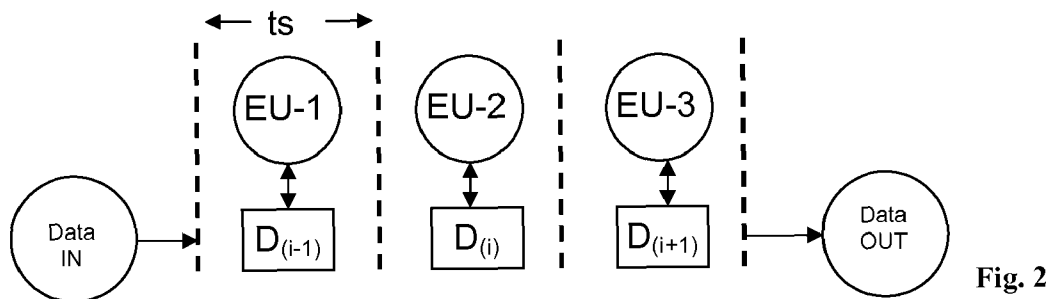 ts
EU-1
EU-2
EU-3
Data
IN
D(i-1)
D(i)
D(i+1)
Data
OUT
Fig. 2